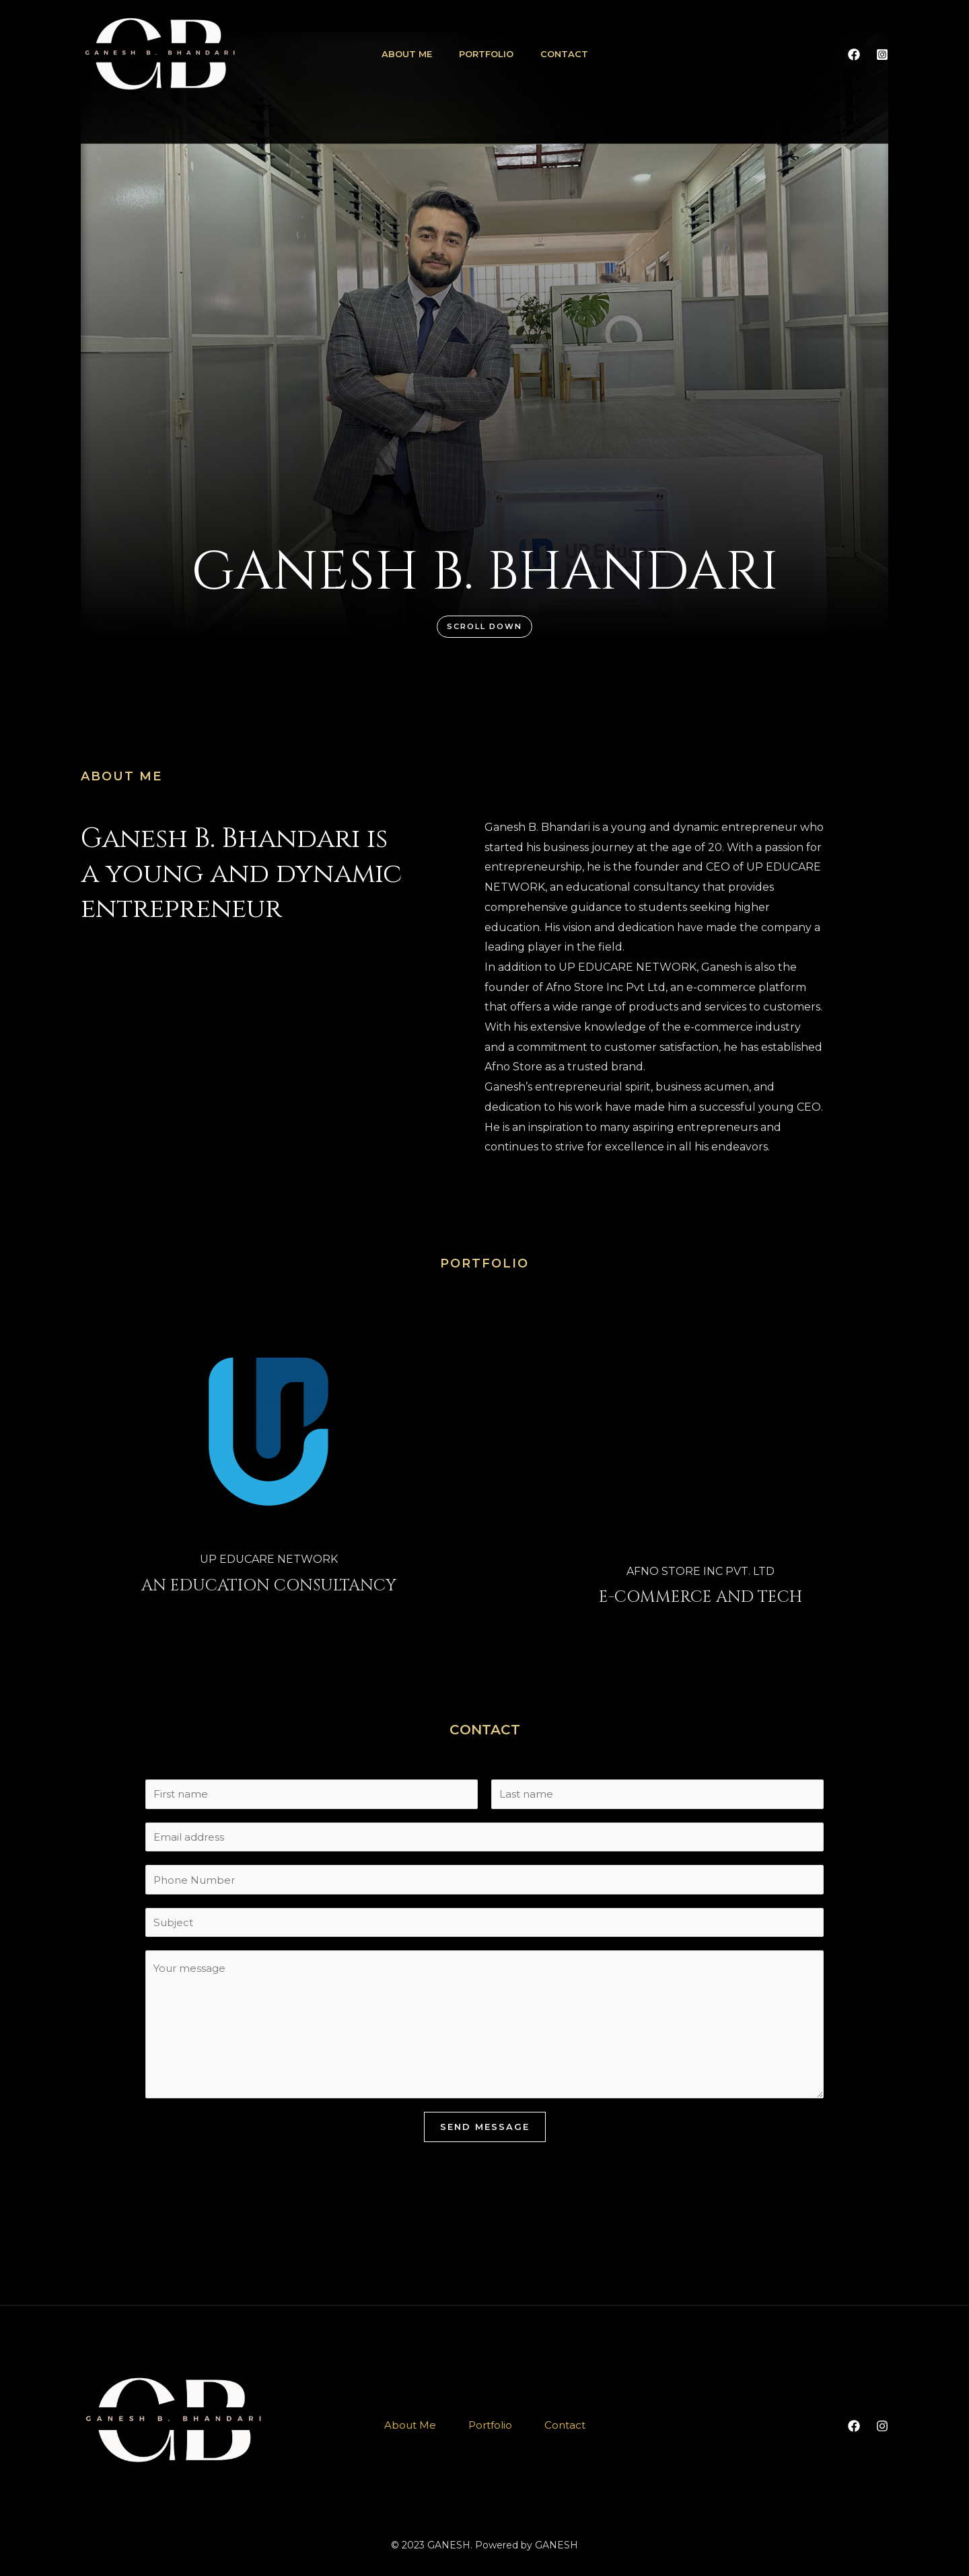 GB
GANESH B. BHANDARI
ABOUT ME
PORTFOLIO
CONTACT
GANESH B. BHANDARI
SCROLL DOWN
ABOUT ME
Ganesh B. Bhandari is
a young and dynamic
entrepreneur
Ganesh B. Bhandari is a young and dynamic entrepreneur who
started his business journey at the age of 20. With a passion for
entrepreneurship, he is the founder and CEO of UP EDUCARE
NETWORK, an educational consultancy that provides
comprehensive guidance to students seeking higher
education. His vision and dedication have made the company a
leading player in the field.
In addition to UP EDUCARE NETWORK, Ganesh is also the
founder of Afno Store Inc Pvt Ltd, an e-commerce platform
that offers a wide range of products and services to customers.
With his extensive knowledge of the e-commerce industry
and a commitment to customer satisfaction, he has established
Afno Store as a trusted brand.
Ganesh’s entrepreneurial spirit, business acumen, and
dedication to his work have made him a successful young CEO.
He is an inspiration to many aspiring entrepreneurs and
continues to strive for excellence in all his endeavors.
PORTFOLIO
UP EDUCARE NETWORK
AN EDUCATION CONSULTANCY
AFNO STORE INC PVT. LTD
E-COMMERCE AND TECH
CONTACT
First name
Last name
Email address
Phone Number
Subject
Your message
SEND MESSAGE
GB
GANESH B. BHANDARI
About Me
Portfolio
Contact
© 2023 GANESH. Powered by GANESH